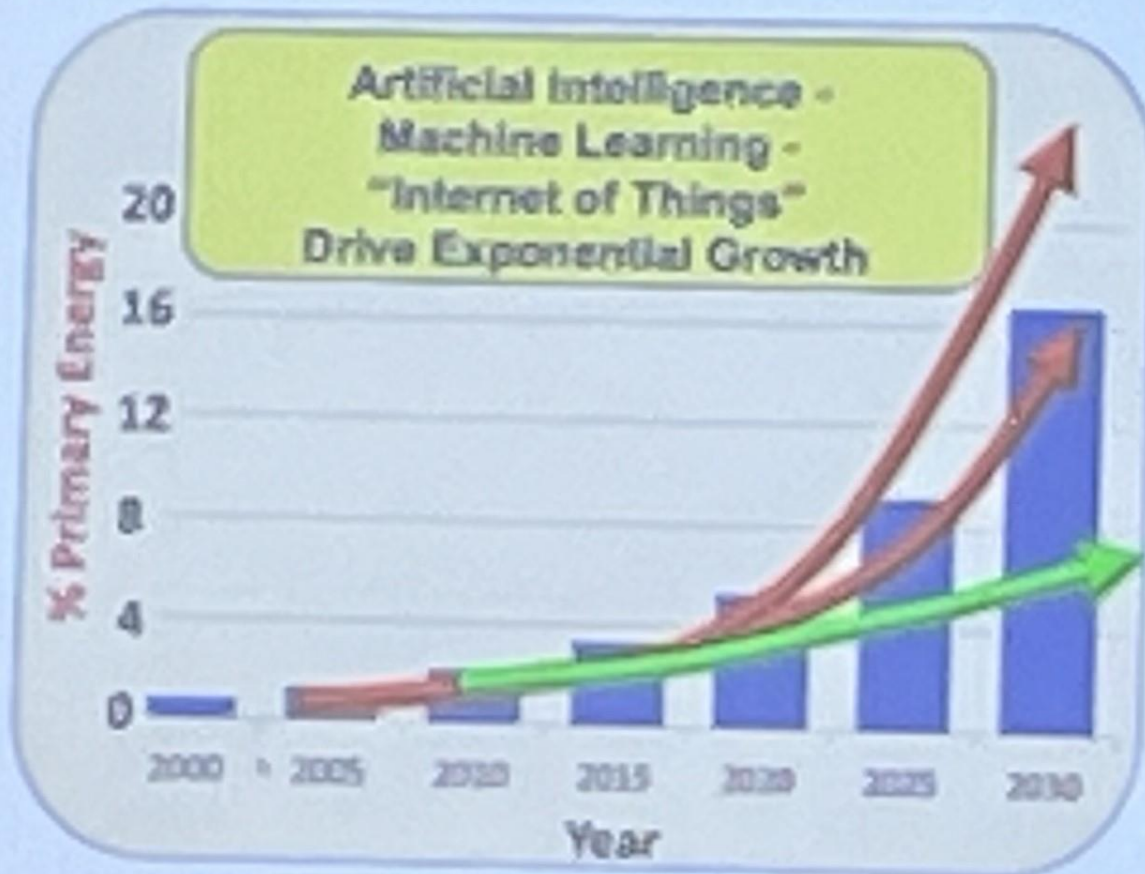 Artificial Intelligence -
Machine Learning -
"Internet of Things"
Drive Exponential Growth
% Primary Energy
20
16
12
8
4
0
2000 2005 2010 2015 2020 2025 2030
Year